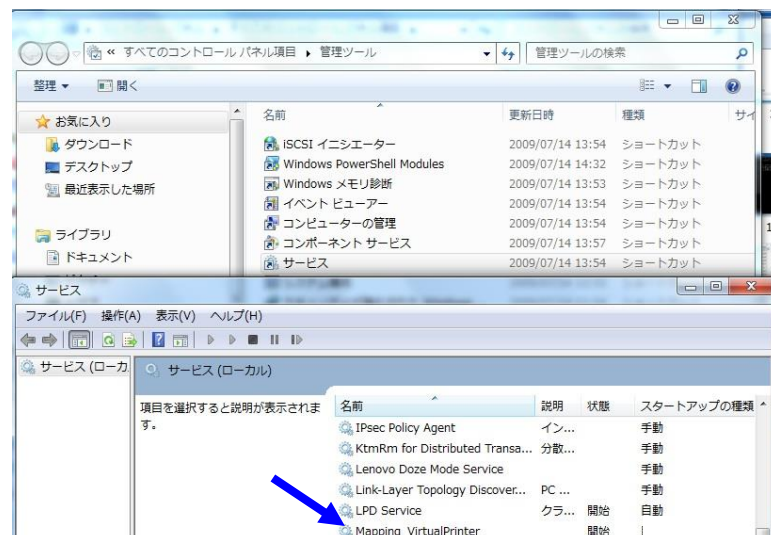 « すべてのコントロール パネル項目 ▸ 管理ツール 管理ツールの検索
整理 ▼ 開く
名前 更新日時 種類 サイ
お気に入り
ダウンロード
デスクトップ
最近表示した場所
ライブラリ
ドキュメント
iSCSI イニシエーター 2009/07/14 13:54 ショートカット
Windows PowerShell Modules 2009/07/14 14:32 ショートカット
Windows メモリ診断 2009/07/14 13:53 ショートカット
イベント ビューアー 2009/07/14 13:54 ショートカット
コンピューターの管理 2009/07/14 13:54 ショートカット
コンポーネント サービス 2009/07/14 13:57 ショートカット
サービス 2009/07/14 13:54 ショートカット
サービス
ファイル(F) 操作(A) 表示(V) ヘルプ(H)
サービス (ローカ
サービス (ローカル)
項目を選択すると説明が表示されま
す。
名前 説明 状態 スタートアップの種類
IPsec Policy Agent イン... 手動
KtmRm for Distributed Transa... 分散... 手動
Lenovo Doze Mode Service 手動
Link-Layer Topology Discover... PC ... 手動
LPD Service クラ... 開始 自動
Mapping_VirtualPrinter 開始